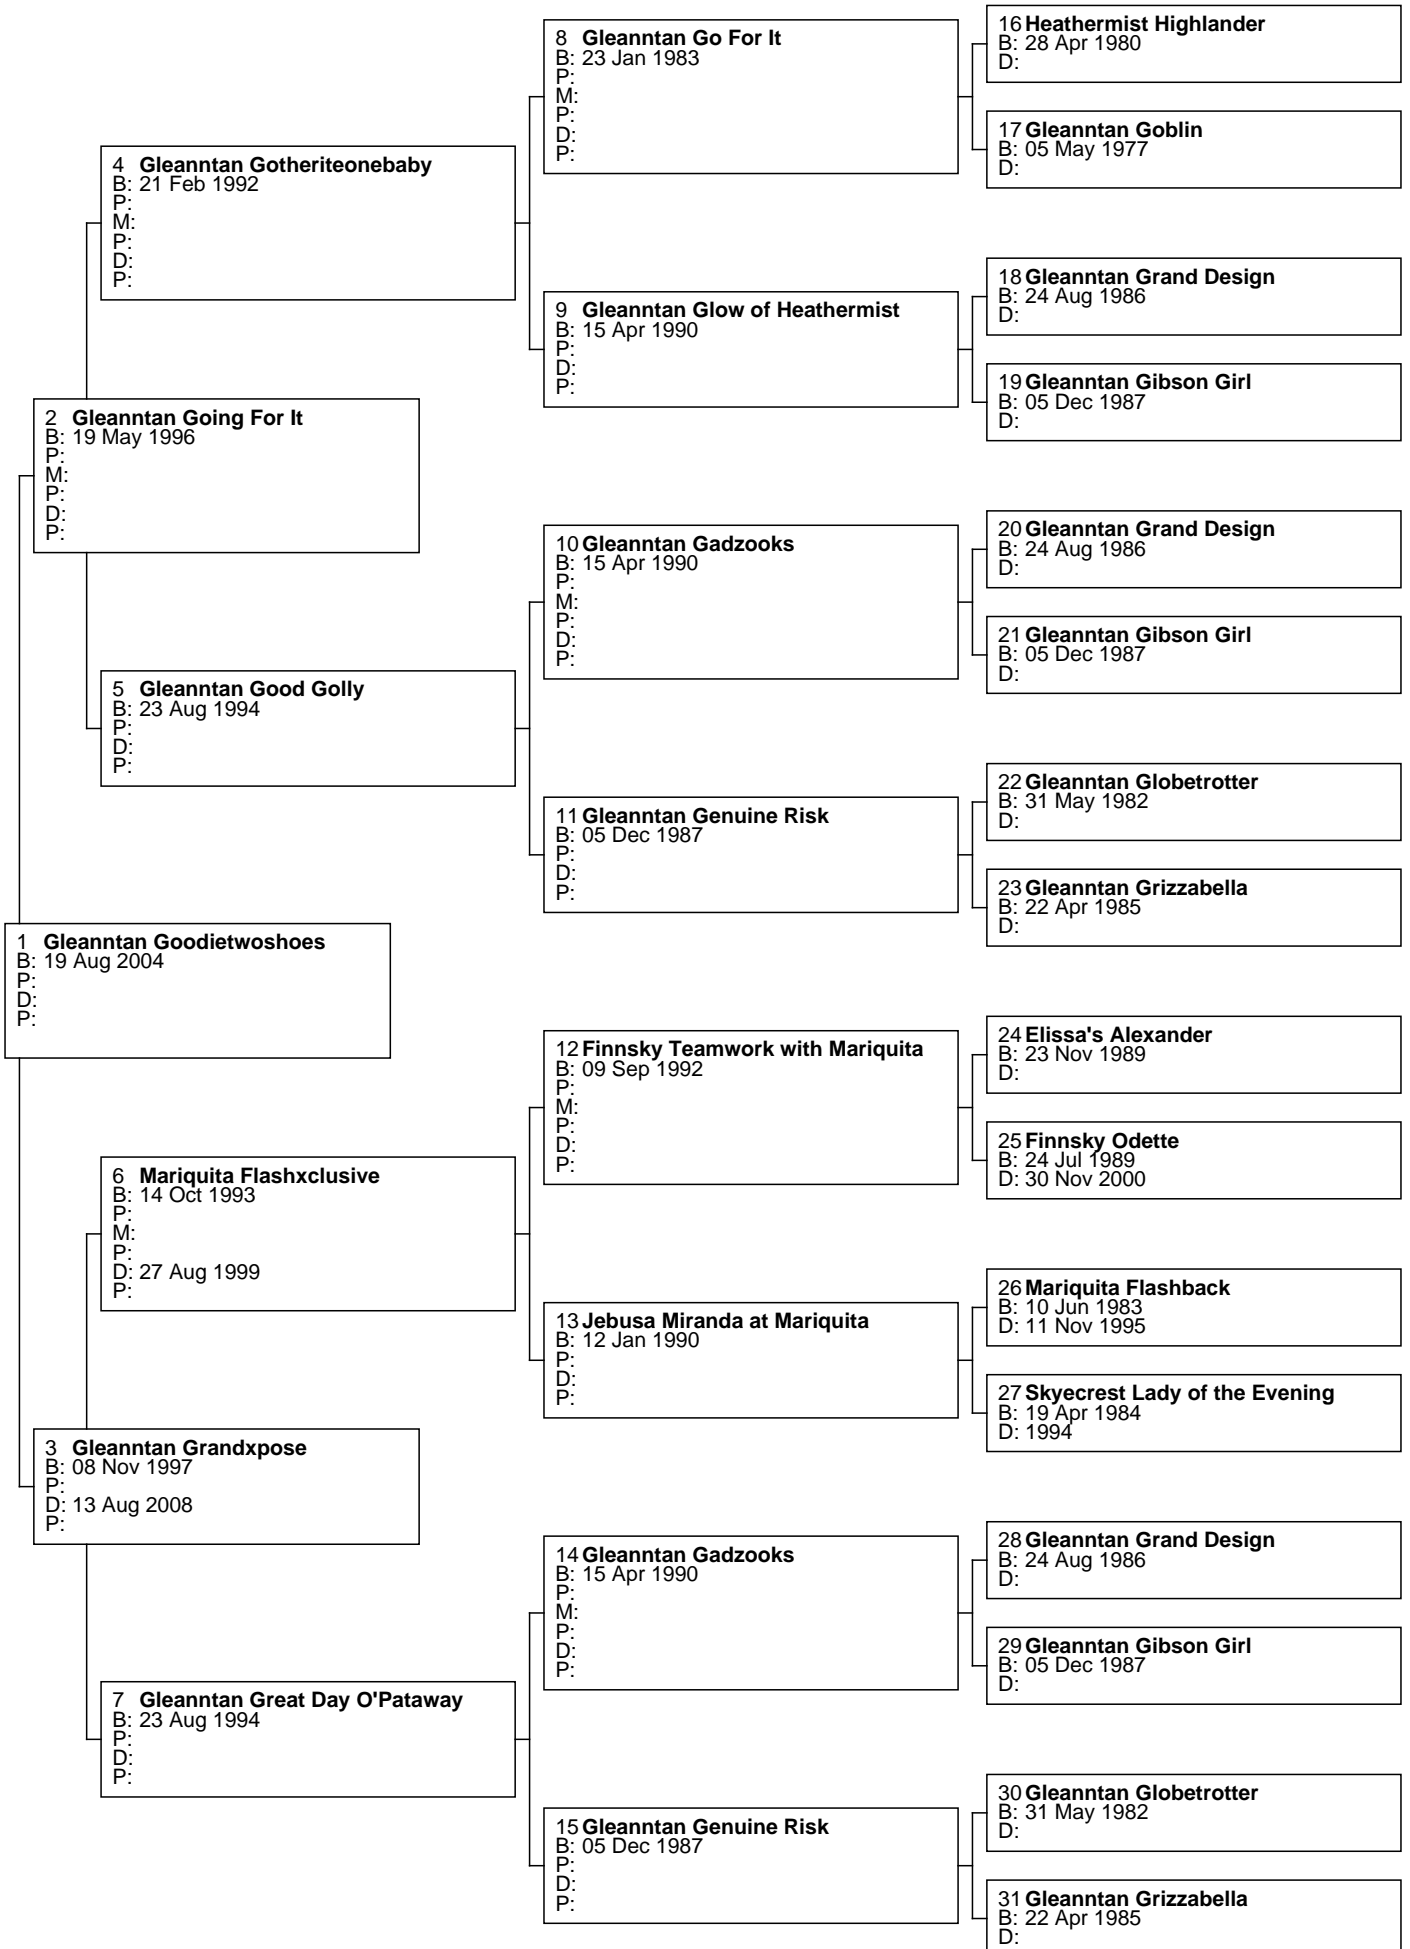 1 Gleanntan Goodietwoshoes
B: 19 Aug 2004
P:
D:
P:
2 Gleanntan Going For It
B: 19 May 1996
P:
M:
P:
D:
P:
3 Gleanntan Grandxpose
B: 08 Nov 1997
P:
D: 13 Aug 2008
P:
4 Gleanntan Gotheriteonebaby
B: 21 Feb 1992
P:
M:
P:
D:
P:
5 Gleanntan Good Golly
B: 23 Aug 1994
P:
D:
P:
6 Mariquita Flashxclusive
B: 14 Oct 1993
P:
M:
P:
D: 27 Aug 1999
P:
7 Gleanntan Great Day O'Pataway
B: 23 Aug 1994
P:
D:
P:
8 Gleanntan Go For It
B: 23 Jan 1983
P:
M:
P:
D:
P:
9 Gleanntan Glow of Heathermist
B: 15 Apr 1990
P:
D:
P:
10 Gleanntan Gadzooks
B: 15 Apr 1990
P:
M:
P:
D:
P:
11 Gleanntan Genuine Risk
B: 05 Dec 1987
P:
D:
P:
12 Finnsky Teamwork with Mariquita
B: 09 Sep 1992
P:
M:
P:
D:
P:
13 Jebusa Miranda at Mariquita
B: 12 Jan 1990
P:
D:
P:
14 Gleanntan Gadzooks
B: 15 Apr 1990
P:
M:
P:
D:
P:
15 Gleanntan Genuine Risk
B: 05 Dec 1987
P:
D:
P:
16 Heathermist Highlander
B: 28 Apr 1980
D:
17 Gleanntan Goblin
B: 05 May 1977
D:
18 Gleanntan Grand Design
B: 24 Aug 1986
D:
19 Gleanntan Gibson Girl
B: 05 Dec 1987
D:
20 Gleanntan Grand Design
B: 24 Aug 1986
D:
21 Gleanntan Gibson Girl
B: 05 Dec 1987
D:
22 Gleanntan Globetrotter
B: 31 May 1982
D:
23 Gleanntan Grizzabella
B: 22 Apr 1985
D:
24 Elissa's Alexander
B: 23 Nov 1989
D:
25 Finnsky Odette
B: 24 Jul 1989
D: 30 Nov 2000
26 Mariquita Flashback
B: 10 Jun 1983
D: 11 Nov 1995
27 Skyecrest Lady of the Evening
B: 19 Apr 1984
D: 1994
28 Gleanntan Grand Design
B: 24 Aug 1986
D:
29 Gleanntan Gibson Girl
B: 05 Dec 1987
D:
30 Gleanntan Globetrotter
B: 31 May 1982
D:
31 Gleanntan Grizzabella
B: 22 Apr 1985
D: